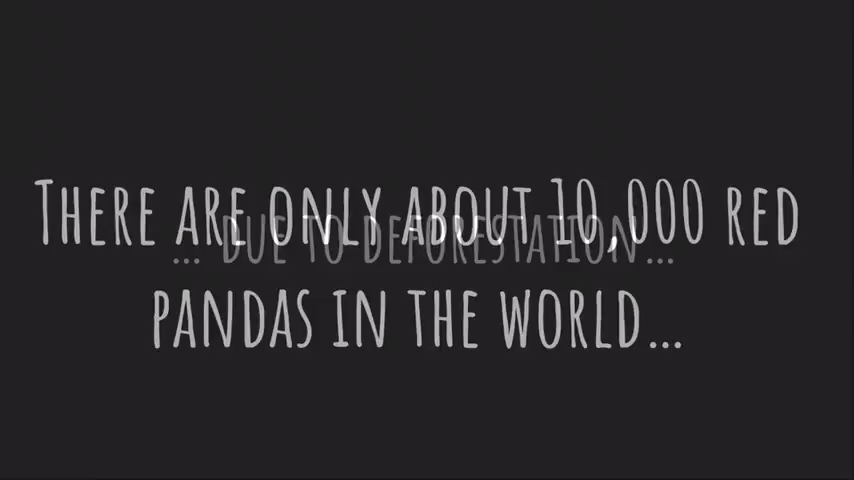 There are only about 10,000 red
... due to deforestation...
pandas in the world...